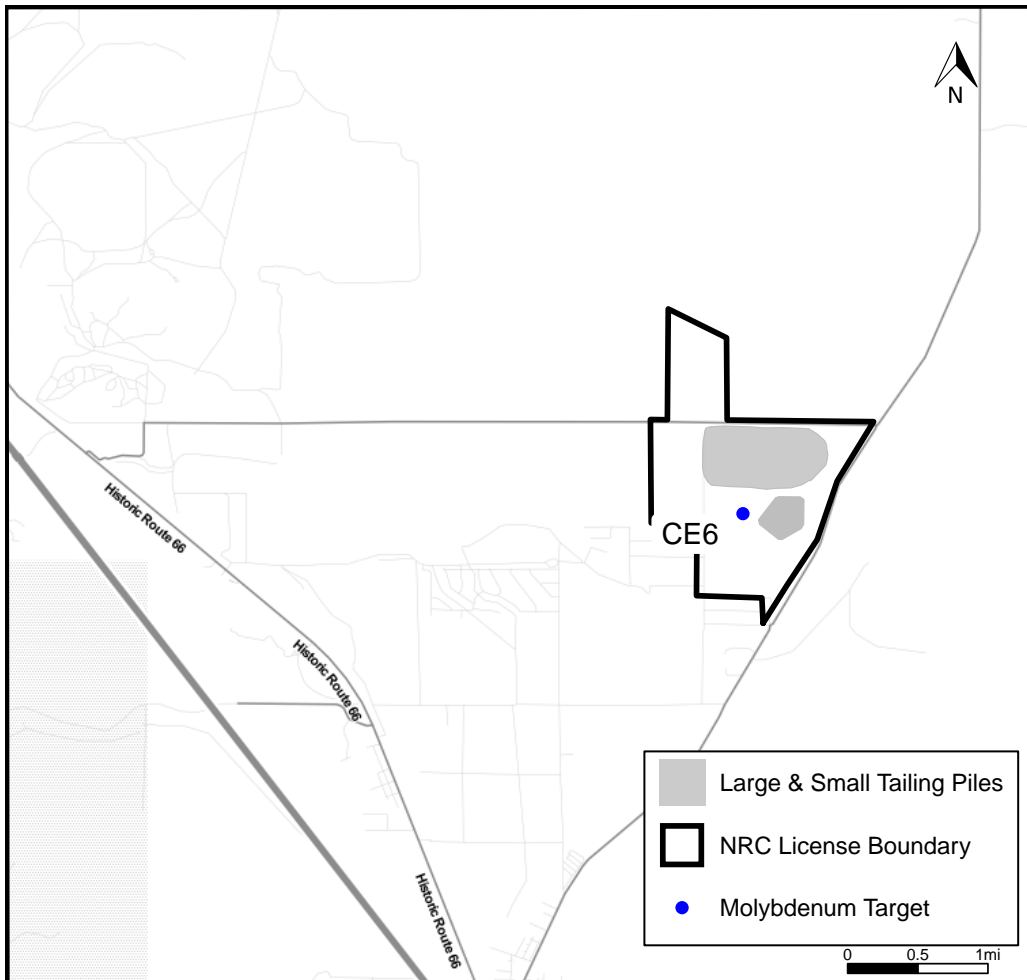 N
Historic Route 66
CE6
Historic Route 66
Historic Route 66
Large & Small Tailing Piles
NRC License Boundary
Molybdenum Target
0 0.5 1mi